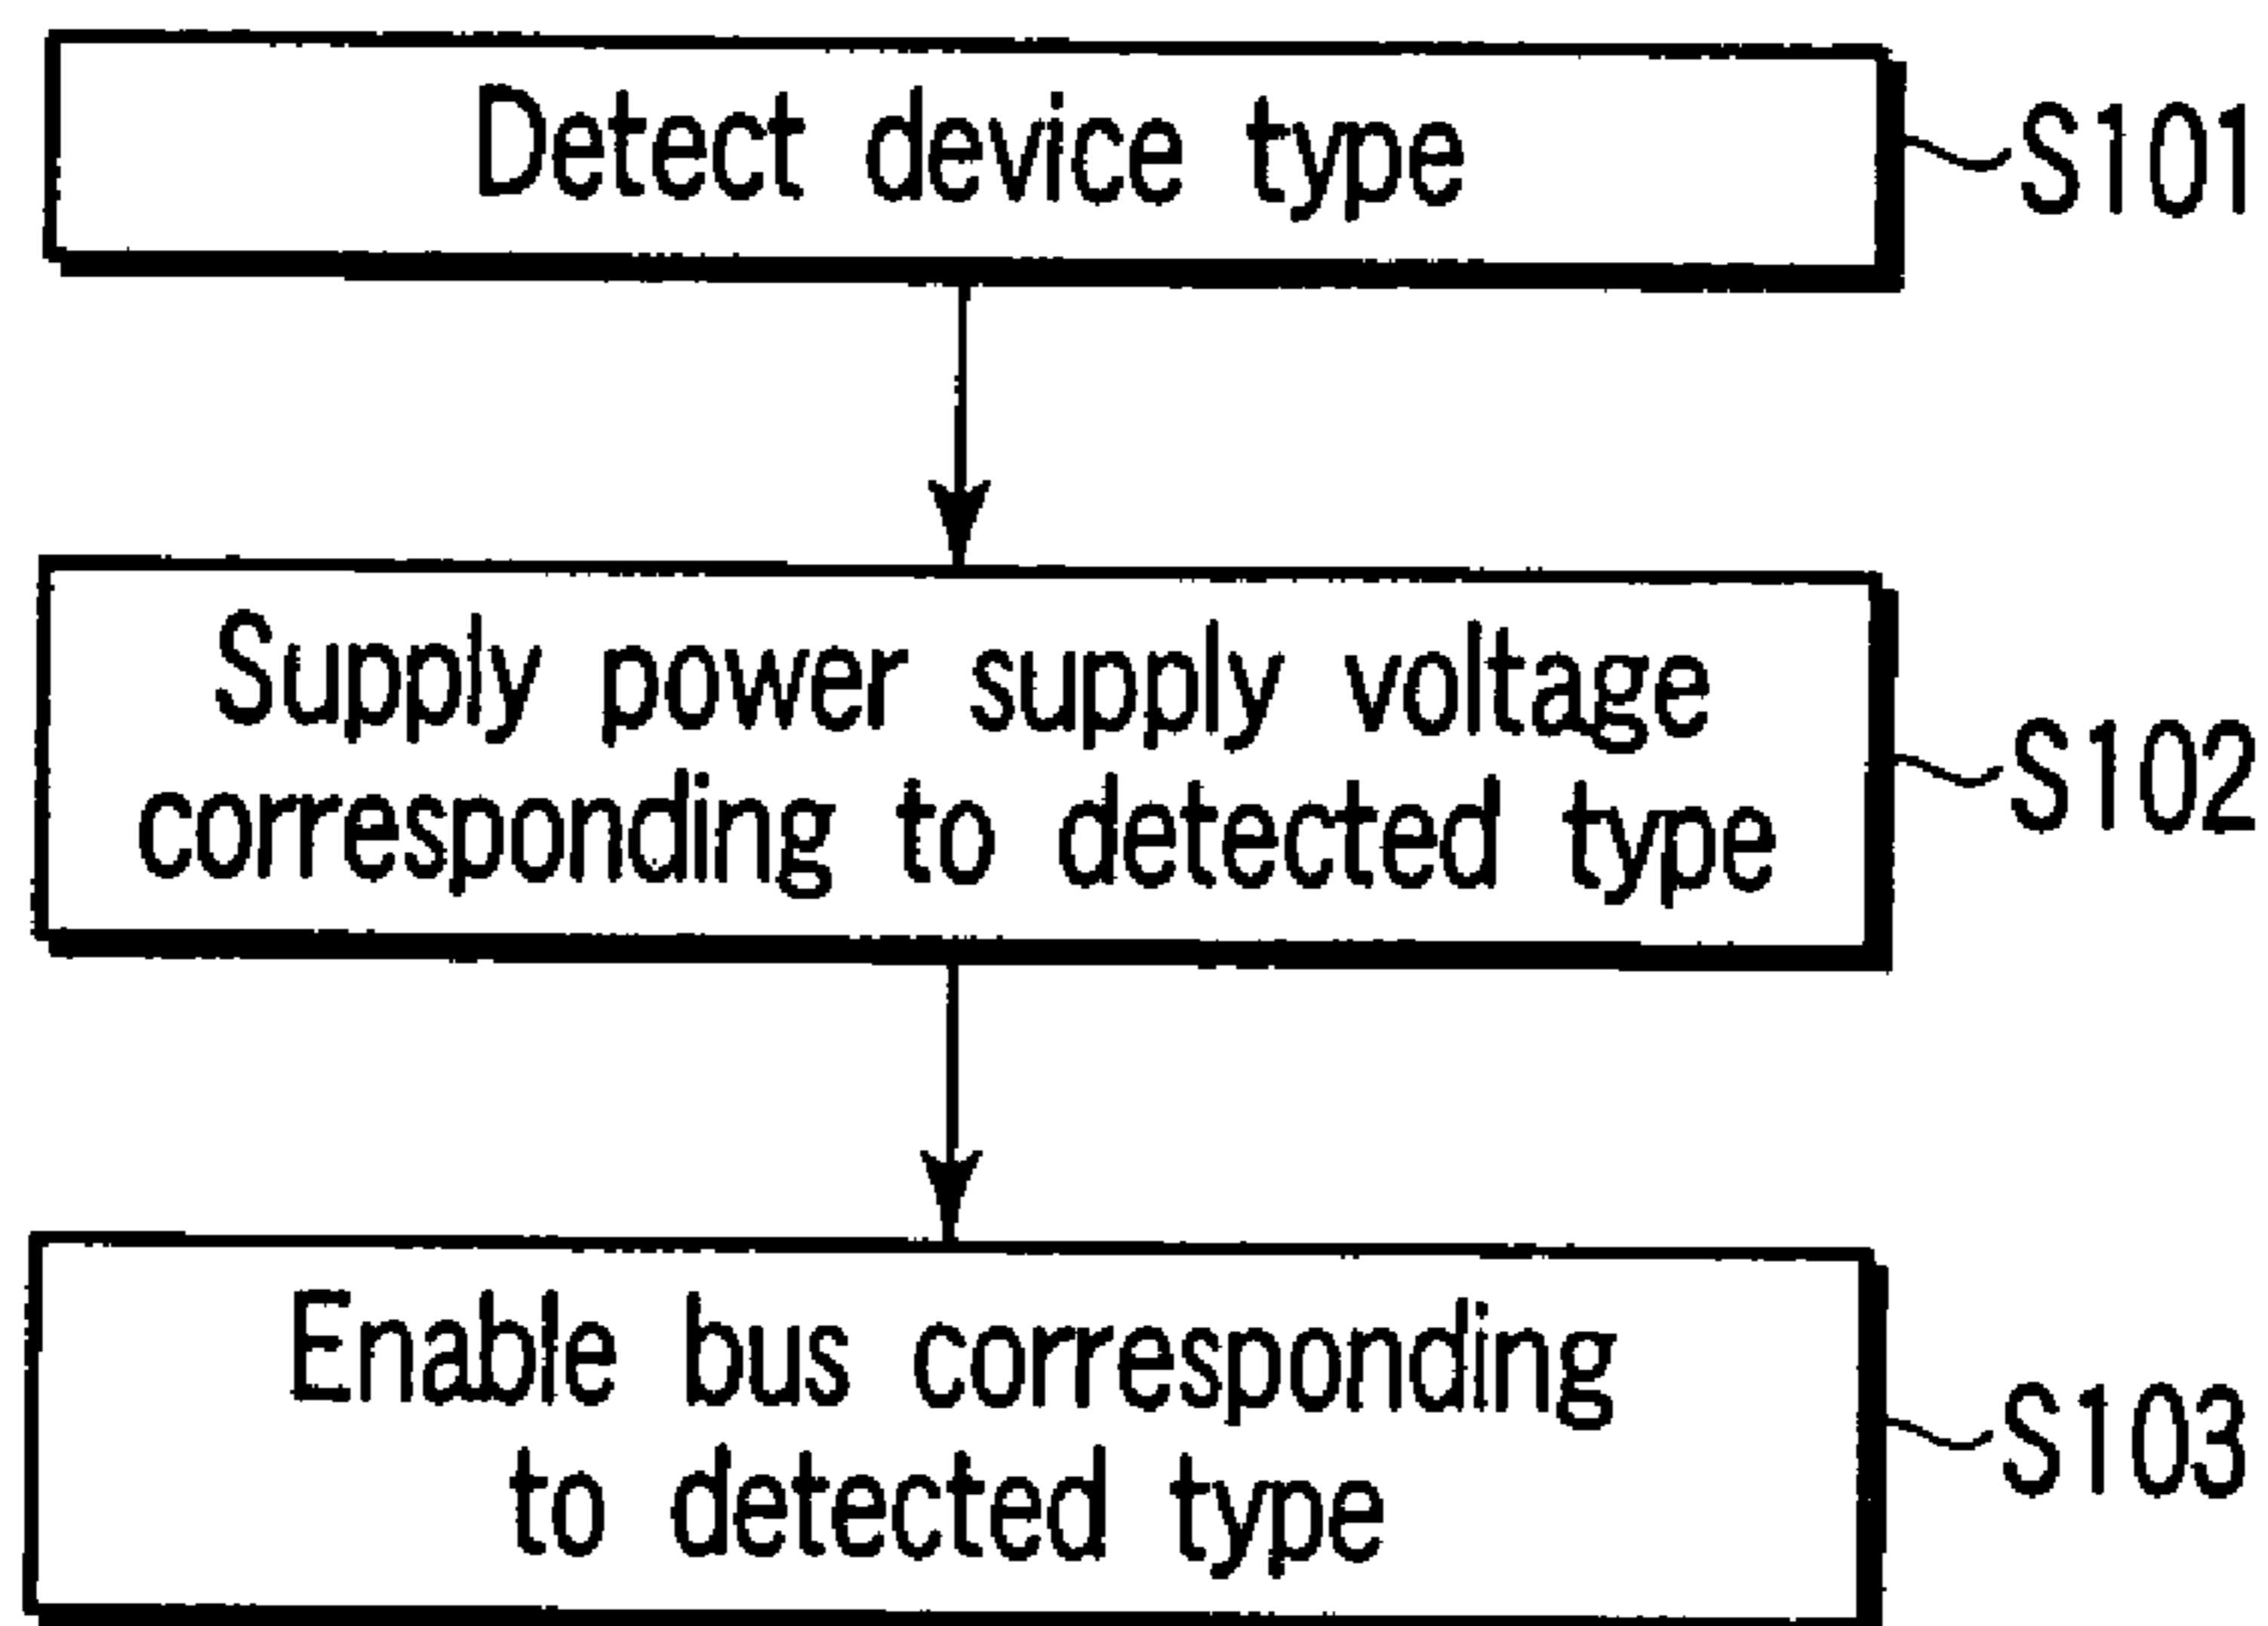 Detect device type
S101
Supply power supply voltage
corresponding to detected type
S102
Enable bus corresponding
to detected type
S103